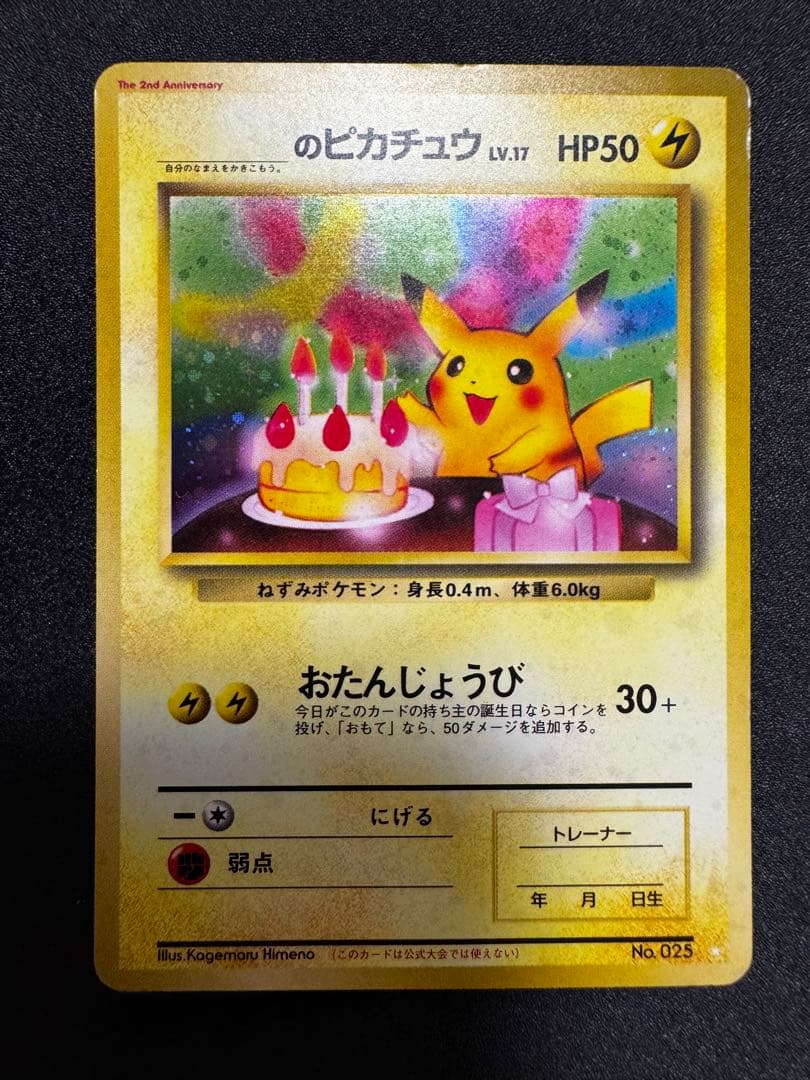 The 2nd Anniversary
のピカチュウ LV.17 HP50
自分のなまえをかきこもう。
ねずみポケモン：身長0.4m、体重6.0kg
おたんじょうび 30+
今日がこのカードの持ち主の誕生日ならコインを
投げ、「おもて」なら、50ダメージを追加する。
ーにげる
弱点
トレーナー
年 月 日生
Illus.Kagemaru Himeno （このカードは公式大会では使えない） No. 025